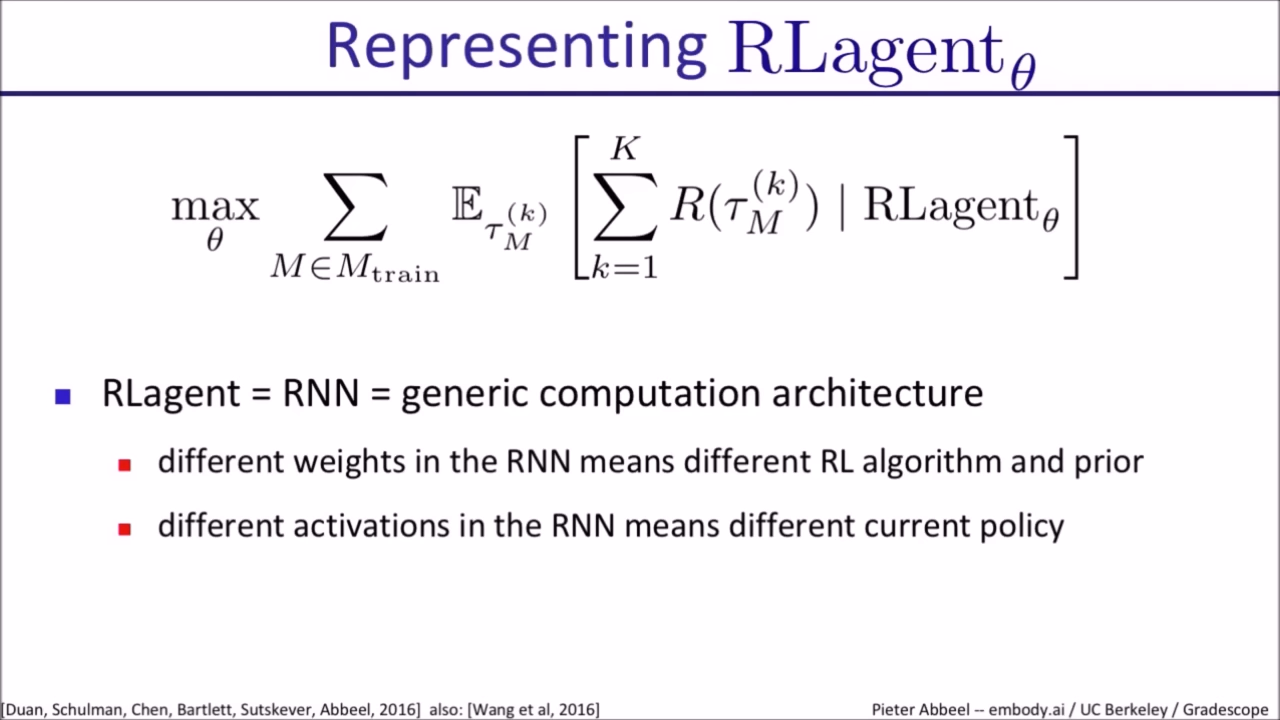 Representing RLagent_θ
max_θ ∑_{M∈M_train} 𝔼_{τ_M^{(k)}} [ ∑_{k=1}^{K} R(τ_M^{(k)}) | RLagent_θ ]
RLagent = RNN = generic computation architecture
different weights in the RNN means different RL algorithm and prior
different activations in the RNN means different current policy
[Duan, Schulman, Chen, Bartlett, Sutskever, Abbeel, 2016]  also: [Wang et al, 2016]
Pieter Abbeel -- embody.ai / UC Berkeley / Gradescope